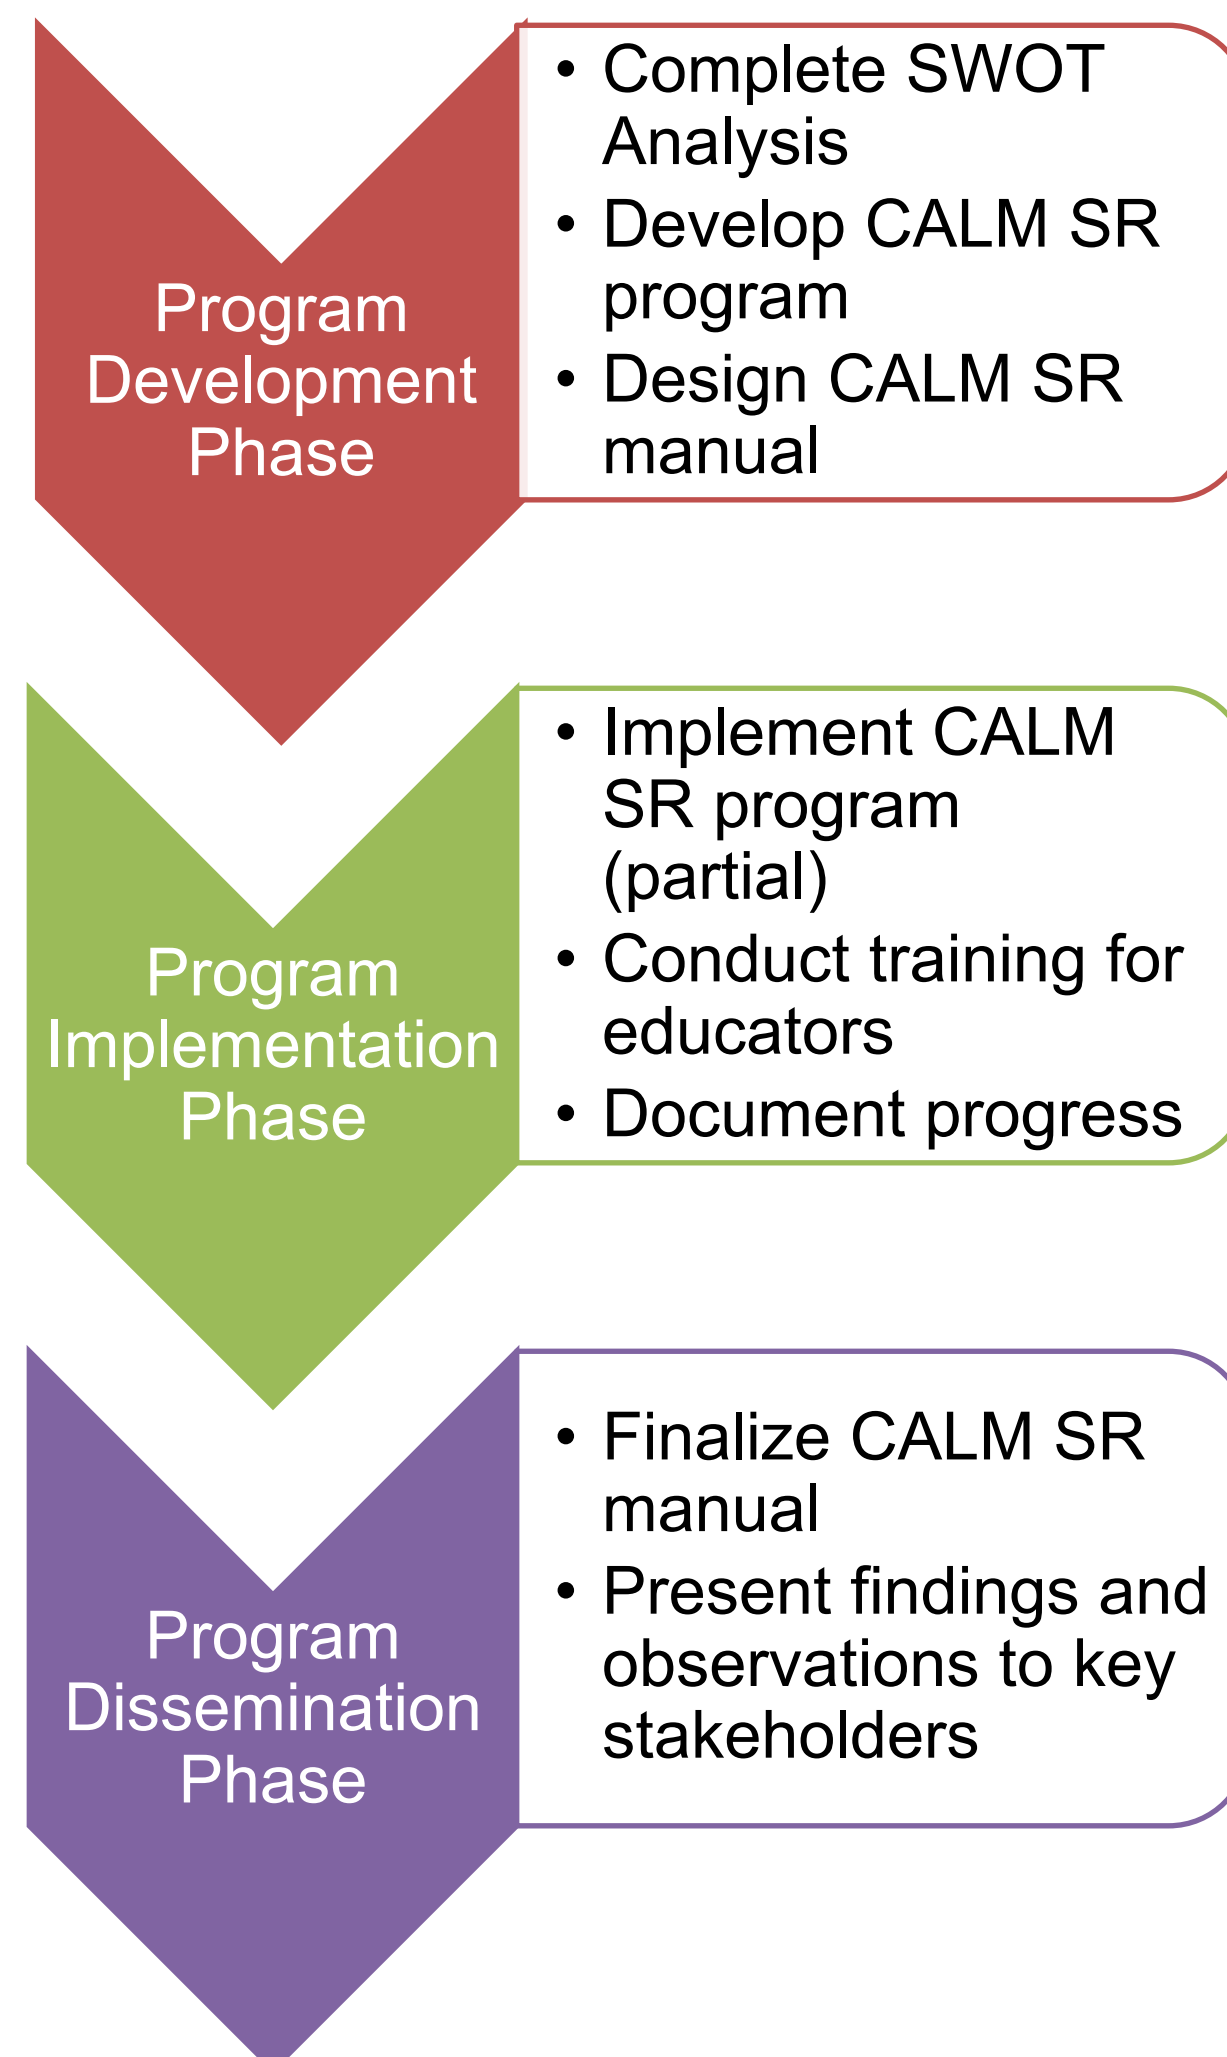 Program
Development
Phase
• Complete SWOT
Analysis
• Develop CALM SR
program
• Design CALM SR
manual
Program
Implementation
Phase
• Implement CALM
SR program
(partial)
• Conduct training for
educators
• Document progress
Program
Dissemination
Phase
• Finalize CALM SR
manual
• Present findings and
observations to key
stakeholders